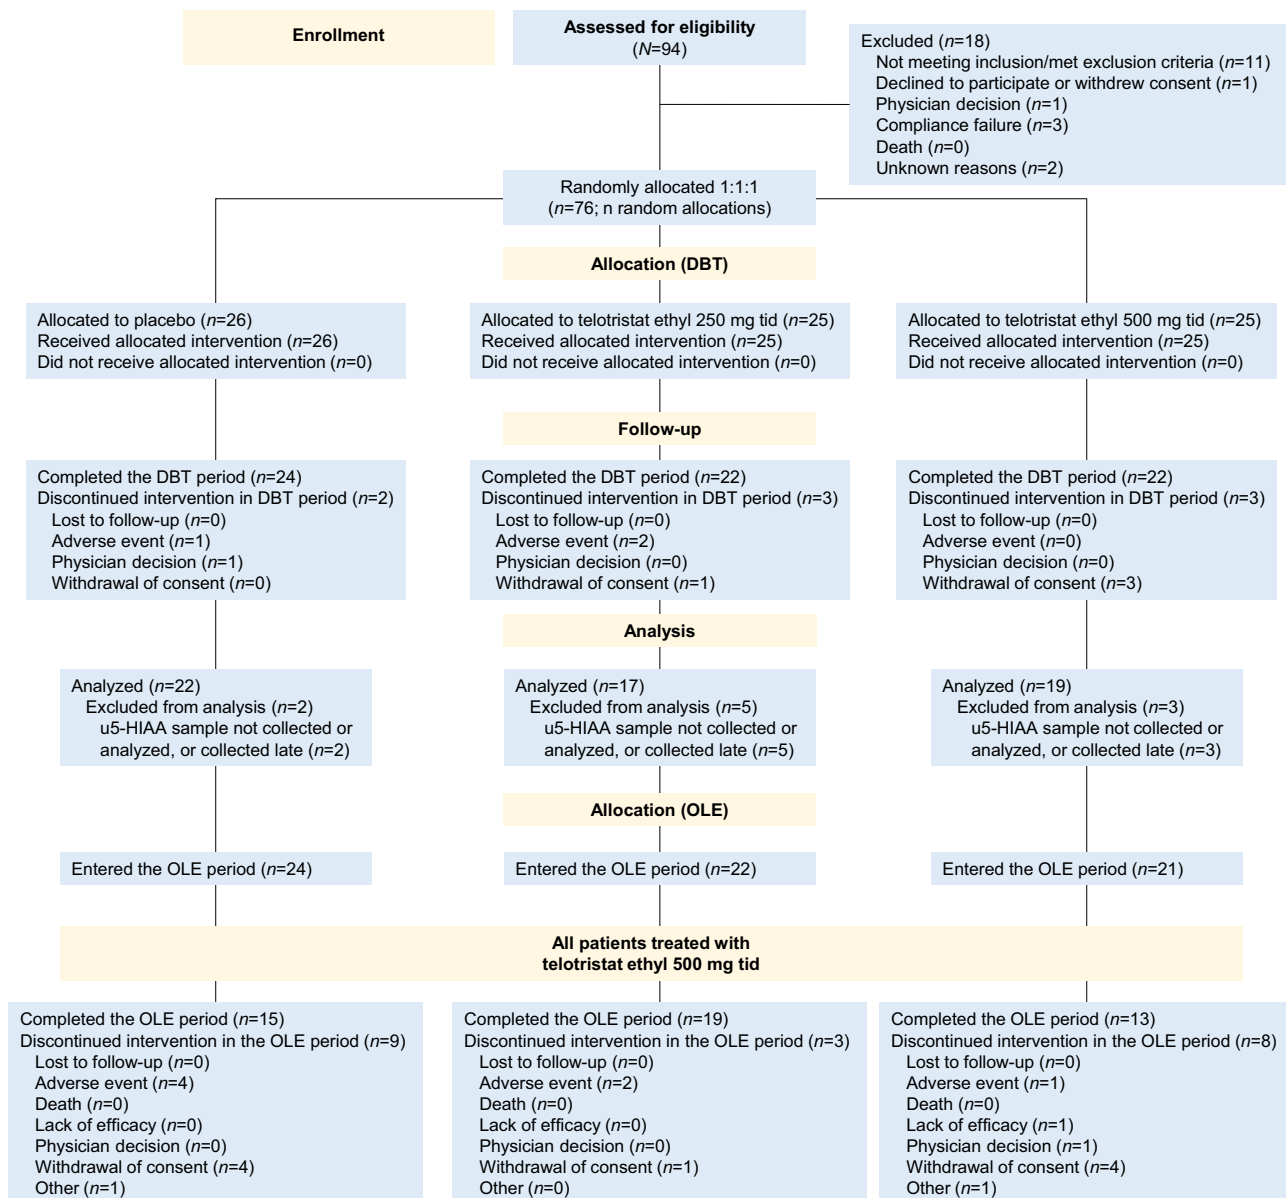 Enrollment
Assessed for eligibility
(N=94)
Excluded (n=18)
Not meeting inclusion/met exclusion criteria (n=11)
Declined to participate or withdrew consent (n=1)
Physician decision (n=1)
Compliance failure (n=3)
Death (n=0)
Unknown reasons (n=2)
Randomly allocated 1:1:1
(n=76; n random allocations)
Allocation (DBT)
Allocated to placebo (n=26)
Received allocated intervention (n=26)
Did not receive allocated intervention (n=0)
Allocated to telotristat ethyl 250 mg tid (n=25)
Received allocated intervention (n=25)
Did not receive allocated intervention (n=0)
Allocated to telotristat ethyl 500 mg tid (n=25)
Received allocated intervention (n=25)
Did not receive allocated intervention (n=0)
Follow-up
Completed the DBT period (n=24)
Discontinued intervention in DBT period (n=2)
Lost to follow-up (n=0)
Adverse event (n=1)
Physician decision (n=1)
Withdrawal of consent (n=0)
Completed the DBT period (n=22)
Discontinued intervention in DBT period (n=3)
Lost to follow-up (n=0)
Adverse event (n=2)
Physician decision (n=0)
Withdrawal of consent (n=1)
Completed the DBT period (n=22)
Discontinued intervention in DBT period (n=3)
Lost to follow-up (n=0)
Adverse event (n=0)
Physician decision (n=0)
Withdrawal of consent (n=3)
Analysis
Analyzed (n=22)
Excluded from analysis (n=2)
u5-HIAA sample not collected or
analyzed, or collected late (n=2)
Analyzed (n=17)
Excluded from analysis (n=5)
u5-HIAA sample not collected or
analyzed, or collected late (n=5)
Analyzed (n=19)
Excluded from analysis (n=3)
u5-HIAA sample not collected or
analyzed, or collected late (n=3)
Allocation (OLE)
Entered the OLE period (n=24)
Entered the OLE period (n=22)
Entered the OLE period (n=21)
All patients treated with
telotristat ethyl 500 mg tid
Completed the OLE period (n=15)
Discontinued intervention in the OLE period (n=9)
Lost to follow-up (n=0)
Adverse event (n=4)
Death (n=0)
Lack of efficacy (n=0)
Physician decision (n=0)
Withdrawal of consent (n=4)
Other (n=1)
Completed the OLE period (n=19)
Discontinued intervention in the OLE period (n=3)
Lost to follow-up (n=0)
Adverse event (n=2)
Death (n=0)
Lack of efficacy (n=0)
Physician decision (n=0)
Withdrawal of consent (n=1)
Other (n=0)
Completed the OLE period (n=13)
Discontinued intervention in the OLE period (n=8)
Lost to follow-up (n=0)
Adverse event (n=1)
Death (n=0)
Lack of efficacy (n=1)
Physician decision (n=1)
Withdrawal of consent (n=4)
Other (n=1)